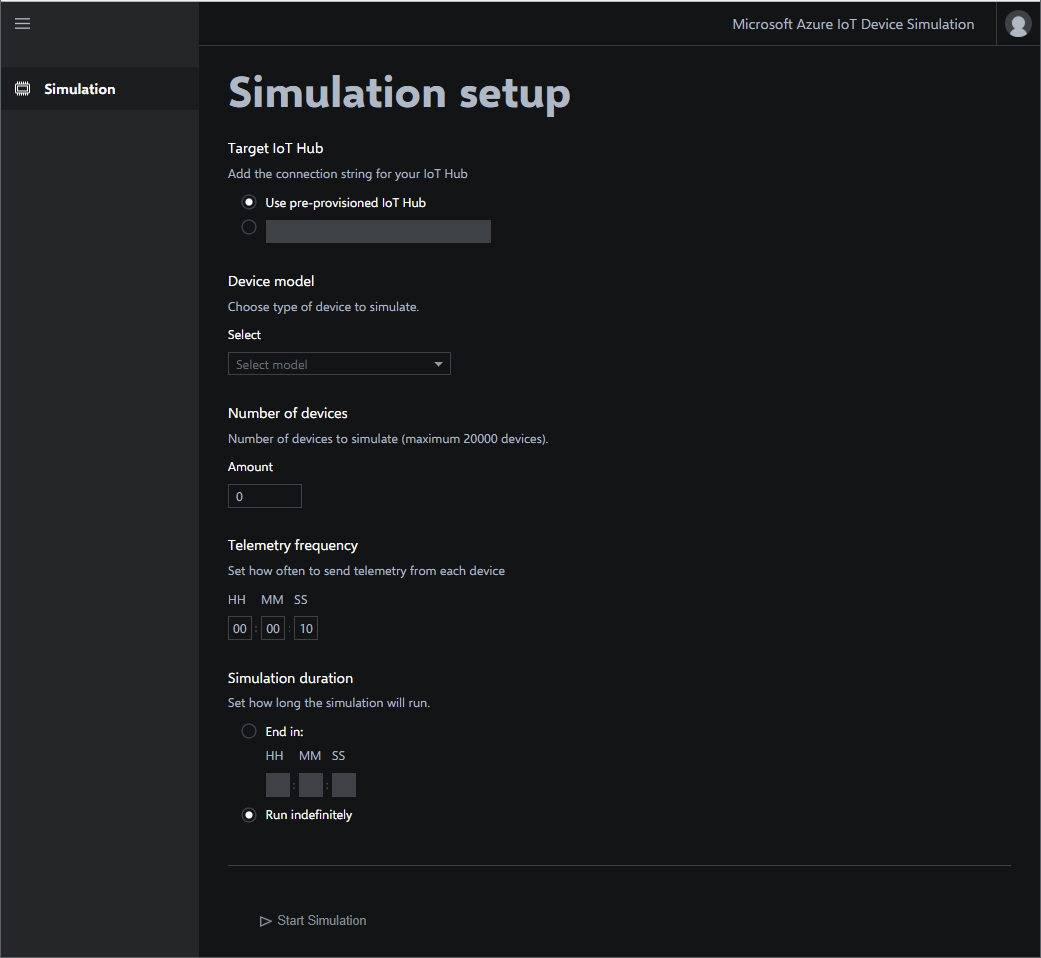 Microsoft Azure IoT Device Simulation
Simulation
Simulation setup
Target IoT Hub
Add the connection string for your IoT Hub
Use pre-provisioned IoT Hub
Device model
Choose type of device to simulate.
Select
Select model
Number of devices
Number of devices to simulate (maximum 20000 devices).
Amount
0
Telemetry frequency
Set how often to send telemetry from each device
HH MM SS
00 : 00 : 10
Simulation duration
Set how long the simulation will run.
End in:
HH MM SS
: :
Run indefinitely
Start Simulation